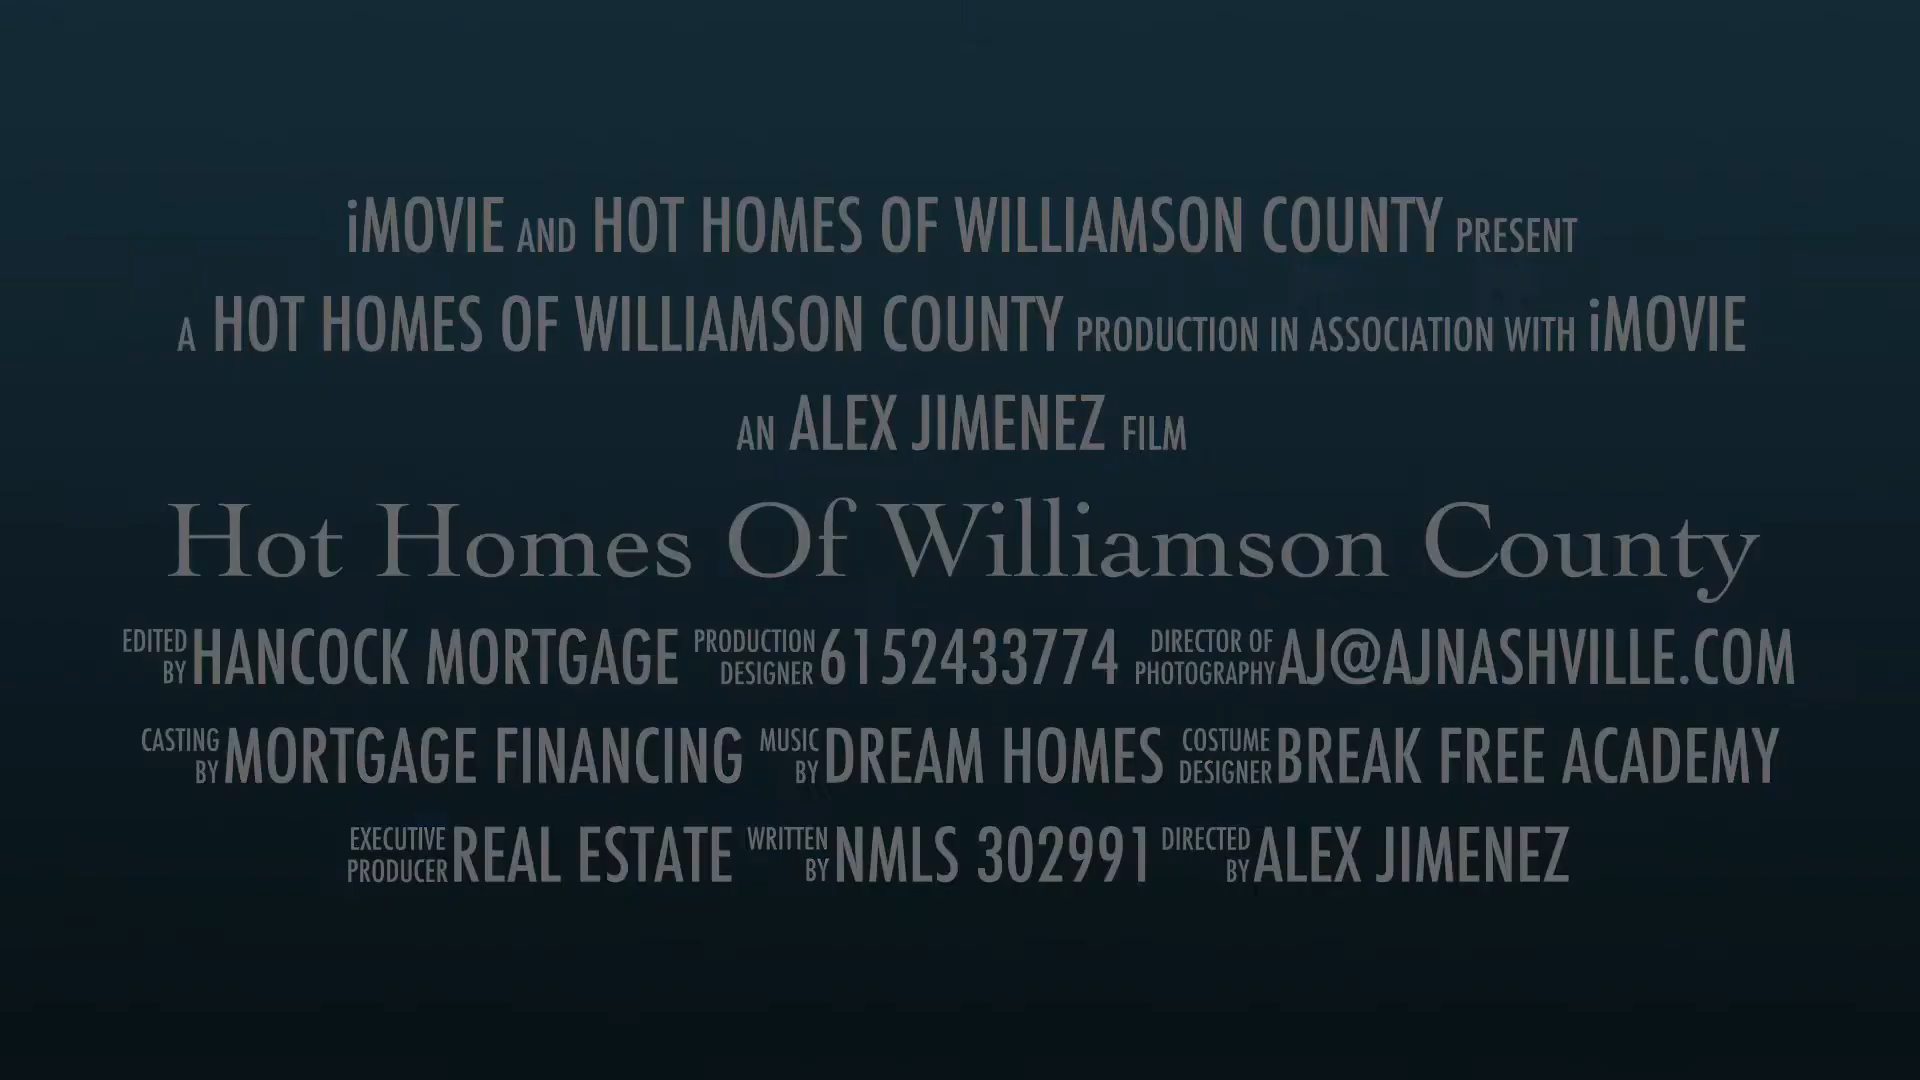 iMOVIE AND HOT HOMES OF WILLIAMSON COUNTY PRESENT
A HOT HOMES OF WILLIAMSON COUNTY PRODUCTION IN ASSOCIATION WITH iMOVIE
AN ALEX JIMENEZ FILM
Hot Homes Of Williamson County
EDITED BY HANCOCK MORTGAGE PRODUCTION DESIGNER 6152433774 DIRECTOR OF PHOTOGRAPHY AJ@AJNASHVILLE.COM
CASTING BY MORTGAGE FINANCING MUSIC BY DREAM HOMES COSTUME DESIGNER BREAK FREE ACADEMY
EXECUTIVE PRODUCER REAL ESTATE WRITTEN BY NMLS 302991 DIRECTED BY ALEX JIMENEZ